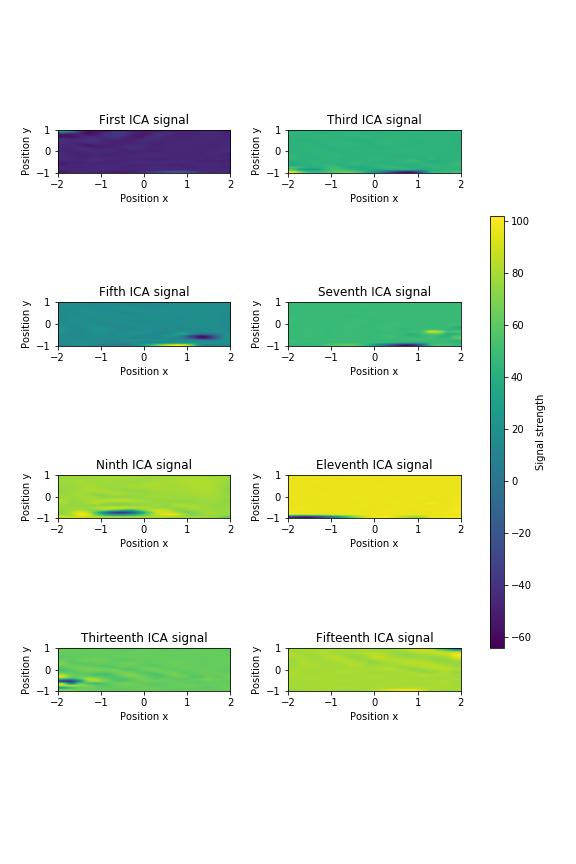 First ICA signal
Position y
1
0
−1
−2 −1 0 1 2
Position x
Third ICA signal
Position y
1
0
−1
−2 −1 0 1 2
Position x
Fifth ICA signal
Position y
1
0
−1
−2 −1 0 1 2
Position x
Seventh ICA signal
Position y
1
0
−1
−2 −1 0 1 2
Position x
Ninth ICA signal
Position y
1
0
−1
−2 −1 0 1 2
Position x
Eleventh ICA signal
Position y
1
0
−1
−2 −1 0 1 2
Position x
Thirteenth ICA signal
Position y
1
0
−1
−2 −1 0 1 2
Position x
Fifteenth ICA signal
Position y
1
0
−1
−2 −1 0 1 2
Position x
100
80
60
40
20
0
−20
−40
−60
Signal strength